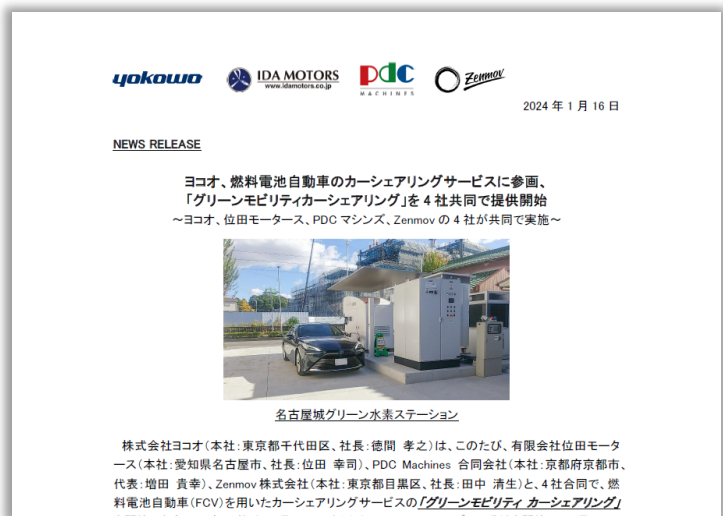 yokowo
IDA MOTORS
www.idamotors.co.jp
pdc
MACHINES
Zenmov
2024 年 1 月 16 日
NEWS RELEASE
ヨコオ、燃料電池自動車のカーシェアリングサービスに参画、
「グリーンモビリティカーシェアリング」を 4 社共同で提供開始
～ヨコオ、位田モータース、PDC マシンズ、Zenmov の 4 社が共同で実施～
名古屋城グリーン水素ステーション
株式会社ヨコオ（本社：東京都千代田区、社長：徳間 孝之）は、このたび、有限会社位田モータ
ース（本社：愛知県名古屋市、社長：位田 幸司）、PDC Machines 合同会社（本社：京都府京都市、
代表：増田 貴幸）、Zenmov 株式会社（本社：東京都目黒区、社長：田中 清生）と、4 社合同で、燃
料電池自動車（FCV）を用いたカーシェアリングサービスの「グリーンモビリティ カーシェアリング」